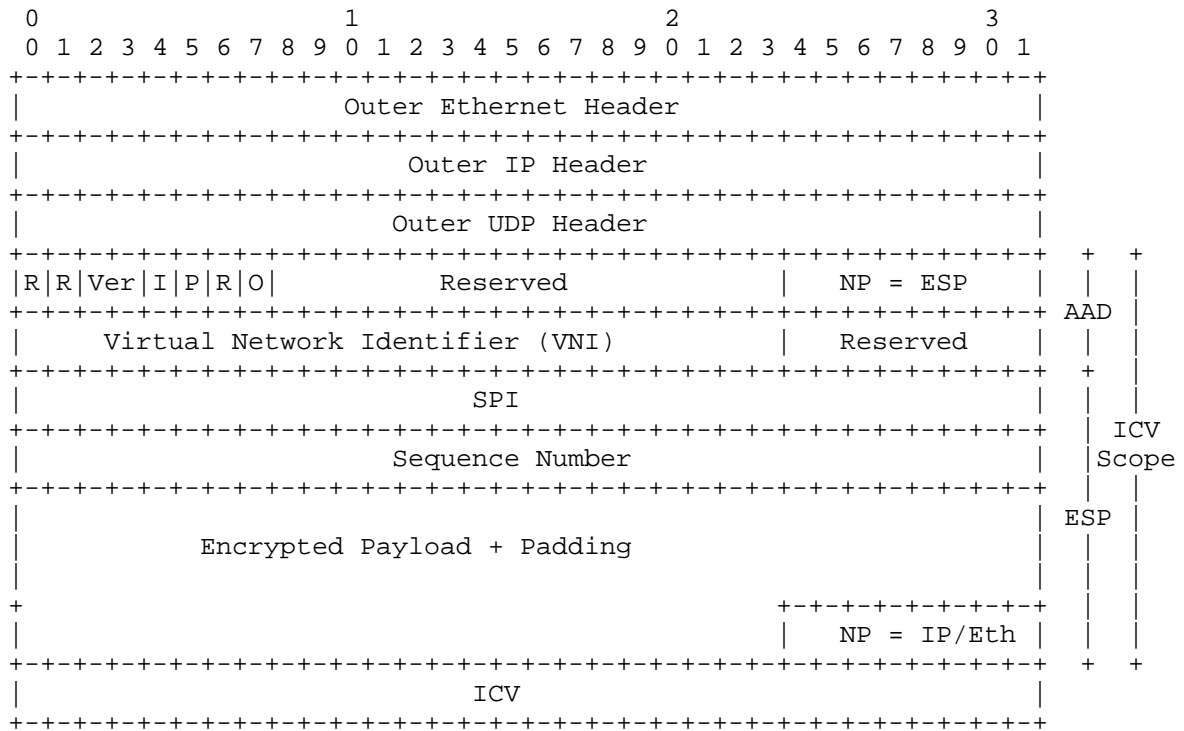 0                   1                   2                   3
 0 1 2 3 4 5 6 7 8 9 0 1 2 3 4 5 6 7 8 9 0 1 2 3 4 5 6 7 8 9 0 1
+-+-+-+-+-+-+-+-+-+-+-+-+-+-+-+-+-+-+-+-+-+-+-+-+-+-+-+-+-+-+-+-+
|                    Outer Ethernet Header                      |
+-+-+-+-+-+-+-+-+-+-+-+-+-+-+-+-+-+-+-+-+-+-+-+-+-+-+-+-+-+-+-+-+
|                        Outer IP Header                        |
+-+-+-+-+-+-+-+-+-+-+-+-+-+-+-+-+-+-+-+-+-+-+-+-+-+-+-+-+-+-+-+-+
|                       Outer UDP Header                        |
+-+-+-+-+-+-+-+-+-+-+-+-+-+-+-+-+-+-+-+-+-+-+-+-+-+-+-+-+-+-+-+-+  +  +
|R|R|Ver|I|P|R|O|          Reserved             |   NP = ESP    |  |  |
+-+-+-+-+-+-+-+-+-+-+-+-+-+-+-+-+-+-+-+-+-+-+-+-+-+-+-+-+-+-+-+-+ AAD |
|     Virtual Network Identifier (VNI)          |   Reserved    |  |  |
+-+-+-+-+-+-+-+-+-+-+-+-+-+-+-+-+-+-+-+-+-+-+-+-+-+-+-+-+-+-+-+-+  +  |
|                            SPI                                |  |  |
+-+-+-+-+-+-+-+-+-+-+-+-+-+-+-+-+-+-+-+-+-+-+-+-+-+-+-+-+-+-+-+-+  | ICV
|                       Sequence Number                         |  |Scope
+-+-+-+-+-+-+-+-+-+-+-+-+-+-+-+-+-+-+-+-+-+-+-+-+-+-+-+-+-+-+-+-+  |  |
|                                                               | ESP |
|           Encrypted Payload + Padding                         |  |  |
|                                                               |  |  |
+                                               +-+-+-+-+-+-+-+-+  |  |
|                                               |   NP = IP/Eth |  |  |
+-+-+-+-+-+-+-+-+-+-+-+-+-+-+-+-+-+-+-+-+-+-+-+-+-+-+-+-+-+-+-+-+  +  +
|                            ICV                                |
+-+-+-+-+-+-+-+-+-+-+-+-+-+-+-+-+-+-+-+-+-+-+-+-+-+-+-+-+-+-+-+-+